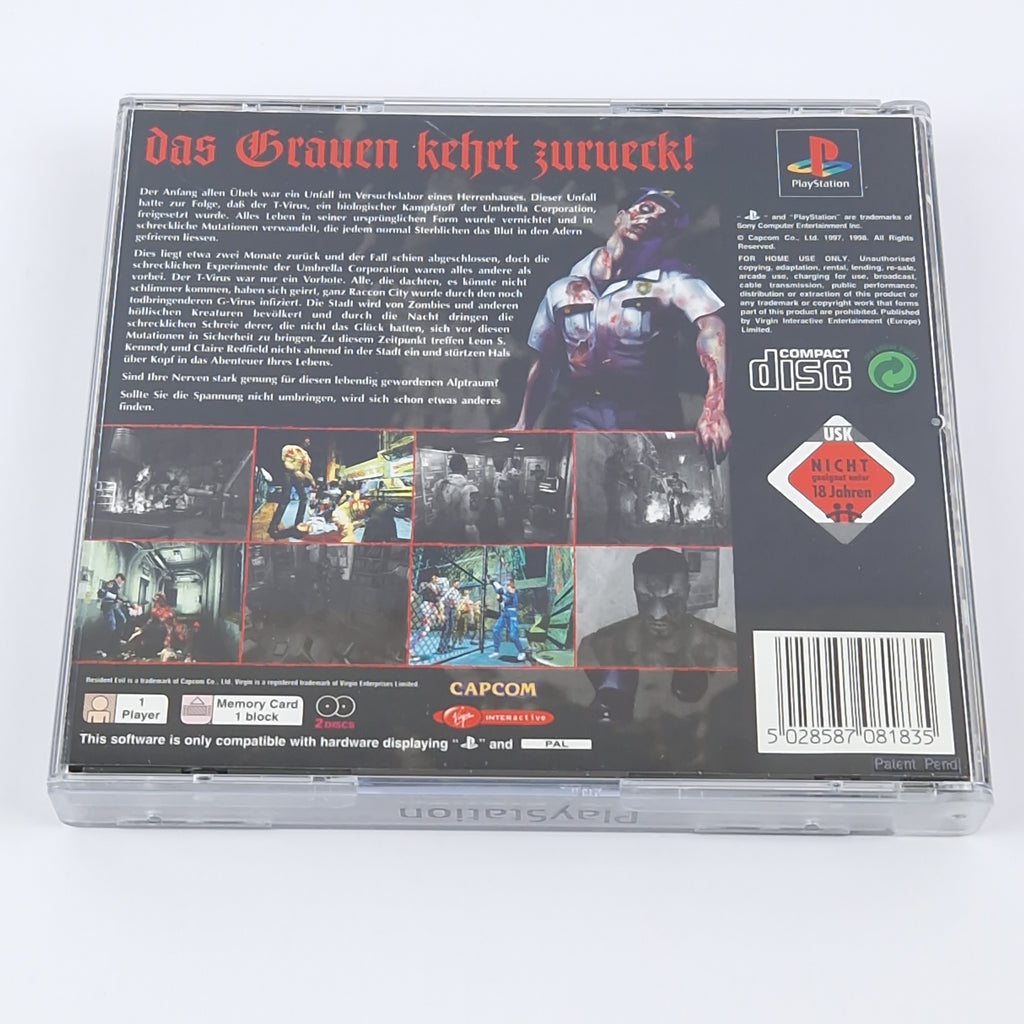 das Grauen kehrt zurueck!
Der Anfang allen Übels war ein Unfall im Versuchslabor eines Herrenhauses. Dieser Unfall
hatte zur Folge, daß der T-Virus, ein biologischer Kampfstoff der Umbrella Corporation,
freigesetzt wurde. Alles Leben in seiner ursprünglichen Form wurde vernichtet und in
schreckliche Mutationen verwandelt, die jedem normal Sterblichen das Blut in den Adern
gefrieren liessen.
Dies liegt etwa zwei Monate zurück und der Fall schien abgeschlossen, doch die
schrecklichen Experimente der Umbrella Corporation waren alles andere als
vorbei. Der T-Virus war nur ein Vorbote. Alle, die dachten, es könnte nicht
schlimmer kommen, haben sich geirrt, ganz Raccon City wurde durch den noch
todbringenderen G-Virus infiziert. Die Stadt wird von Zombies und anderen
höllischen Kreaturen bevölkert und durch die Nacht dringen die
schrecklichen Schreie derer, die nicht das Glück hatten, sich vor diesen
Mutationen in Sicherheit zu bringen. Zu diesem Zeitpunkt treffen Leon S.
Kennedy und Claire Redfield nichts ahnend in der Stadt ein und stürtzen Hals
über Kopf in das Abenteuer Ihres Lebens.
Sind Ihre Nerven stark genung für diesen lebendig gewordenen Alptraum?
Sollte Sie die Spannung nicht umbringen, wird sich schon etwas anderes
finden.
PlayStation
" " and "PlayStation" are trademarks of
Sony Computer Entertainment Inc.
© Capcom Co., Ltd. 1997, 1998. All Rights
Reserved.
FOR HOME USE ONLY. Unauthorised
copying, adaptation, rental, lending, re-sale,
arcade use, charging for use, broadcast,
cable transmission, public performance,
distribution or extraction of this product or
any trademark or copyright work that forms
part of this product are prohibited. Published
by Virgin Interactive Entertainment (Europe)
Limited.
COMPACT
disc
USK
NICHT
geeignet unter
18 Jahren
Resident Evil is a trademark of Capcom Co., Ltd. Virgin is a registered trademark of Virgin Enterprises Limited.
1
Player
Memory Card
1 block
2 DISCS
CAPCOM
Virgin INTERACTIVE
This software is only compatible with hardware displaying " " and PAL
5 028587 081835
Patent Pend
PlayStation